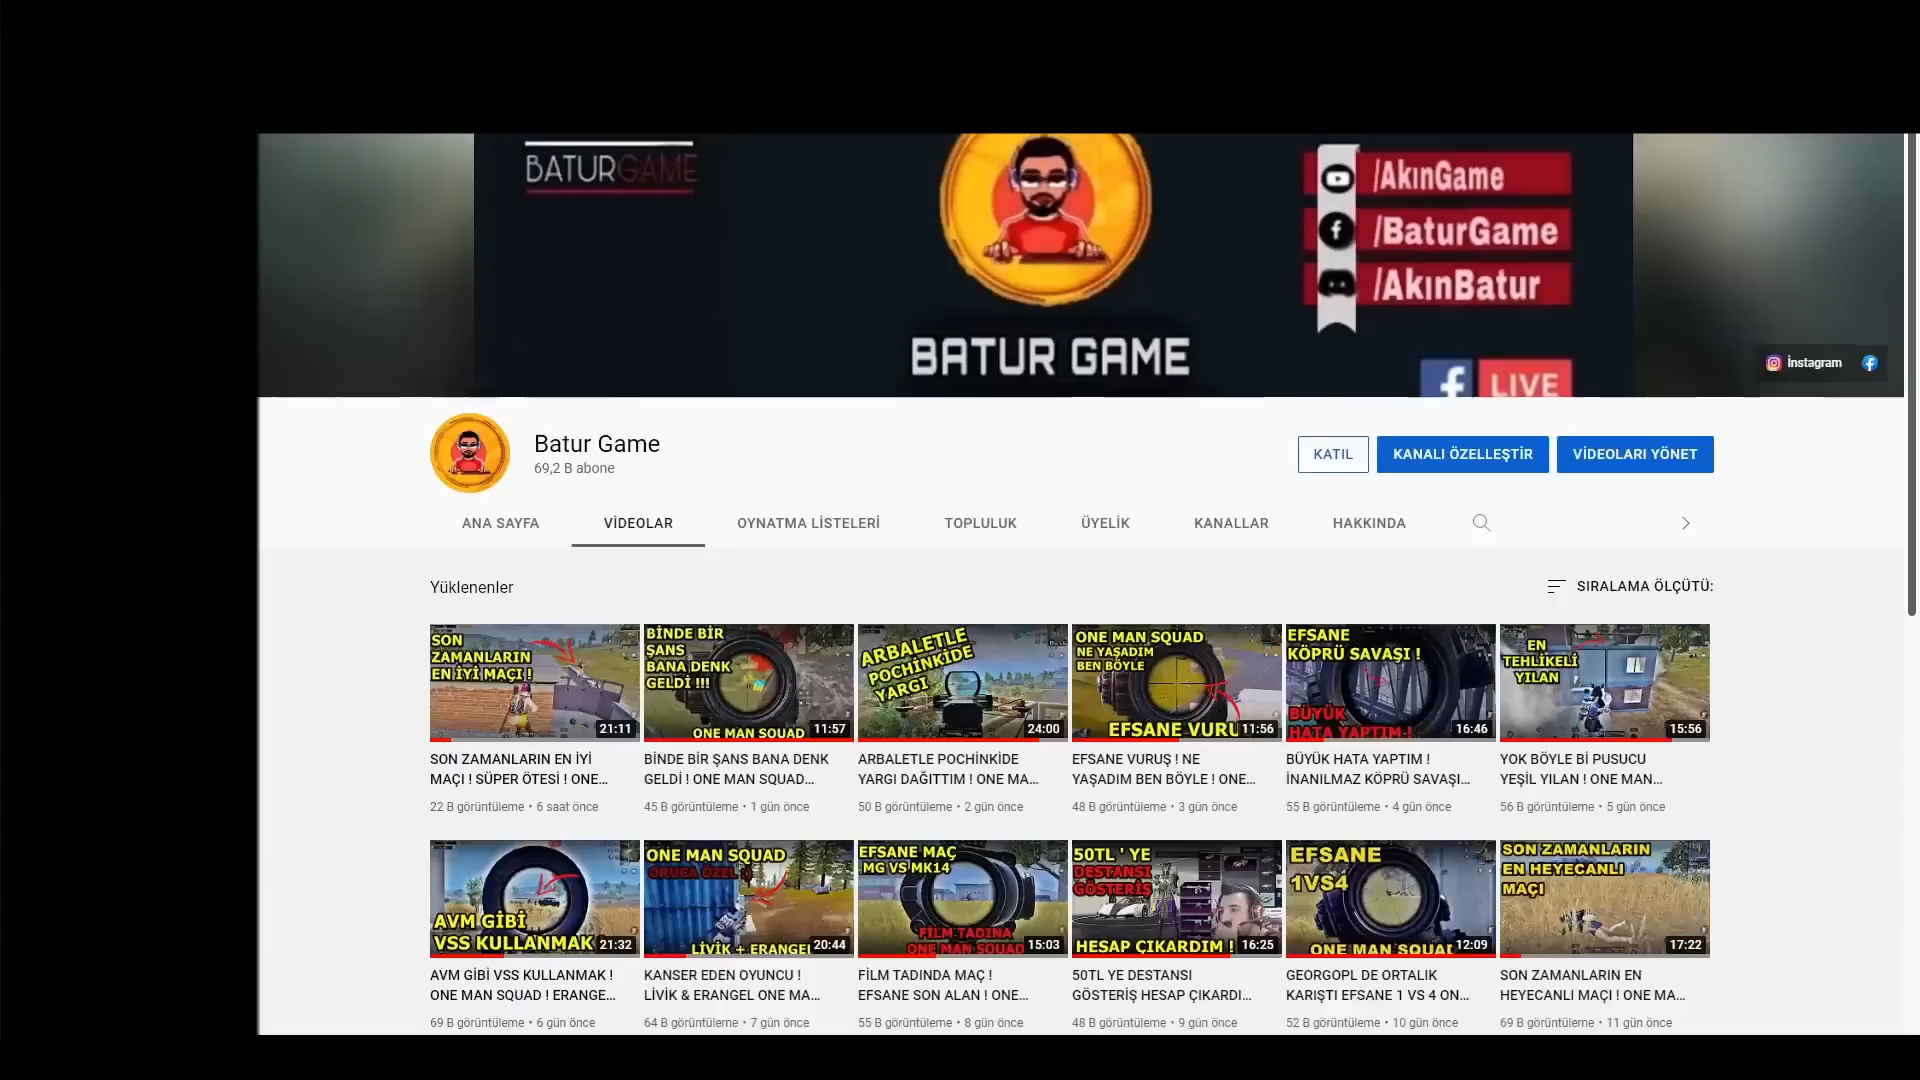 BATURGAME
/AkınGame
/BaturGame
/AkınBatur
BATUR GAME
LIVE
İnstagram
Batur Game
69,2 B abone
KATIL
KANALI ÖZELLEŞTİR
VİDEOLARI YÖNET
ANA SAYFA
VİDEOLAR
OYNATMA LİSTELERİ
TOPLULUK
ÜYELİK
KANALLAR
HAKKINDA
Yüklenenler
SIRALAMA ÖLÇÜTÜ:
SON
ZAMANLARIN
EN İYİ MAÇI !
21:11
SON ZAMANLARIN EN İYİ
MAÇI ! SÜPER ÖTESİ ! ONE...
22 B görüntüleme • 6 saat önce
BİNDE BİR
ŞANS
BANA DENK
GELDİ !!!
11:57
ONE MAN SQUAD
BİNDE BİR ŞANS BANA DENK
GELDİ ! ONE MAN SQUAD...
45 B görüntüleme • 1 gün önce
ARBALETLE
POCHİNKİDE
YARGI
24:00
ARBALETLE POCHİNKİDE
YARGI DAĞITTIM ! ONE MA...
50 B görüntüleme • 2 gün önce
ONE MAN SQUAD
NE YAŞADIM
BEN BÖYLE
EFSANE VURU
11:56
EFSANE VURUŞ ! NE
YAŞADIM BEN BÖYLE ! ONE...
48 B görüntüleme • 3 gün önce
EFSANE
KÖPRÜ SAVAŞI !
BÜYÜK
HATA YAPTIM !
16:46
BÜYÜK HATA YAPTIM !
İNANILMAZ KÖPRÜ SAVAŞI...
55 B görüntüleme • 4 gün önce
EN
TEHLİKELİ
YILAN
15:56
YOK BÖYLE Bİ PUSUCU
YEŞİL YILAN ! ONE MAN...
56 B görüntüleme • 5 gün önce
AVM GİBİ
VSS KULLANMAK
21:32
AVM GİBİ VSS KULLANMAK !
ONE MAN SQUAD ! ERANGE...
69 B görüntüleme • 6 gün önce
ONE MAN SQUAD
ORUCA ÖZEL :)
LİVİK + ERANGEL
20:44
KANSER EDEN OYUNCU !
LİVİK & ERANGEL ONE MA...
64 B görüntüleme • 7 gün önce
EFSANE MAÇ
MG VS MK14
FİLM TADINA
ONE MAN SQUAD
15:03
FİLM TADINDA MAÇ !
EFSANE SON ALAN ! ONE...
55 B görüntüleme • 8 gün önce
50TL ' YE
DESTANSI
GÖSTERİŞ
HESAP ÇIKARDIM !
16:25
50TL YE DESTANSI
GÖSTERİŞ HESAP ÇIKARDI...
48 B görüntüleme • 9 gün önce
EFSANE
1VS4
ONE MAN SQUAD
12:09
GEORGOPL DE ORTALIK
KARIŞTI EFSANE 1 VS 4 ON...
52 B görüntüleme • 10 gün önce
SON ZAMANLARIN
EN HEYECANLI
MAÇI
17:22
SON ZAMANLARIN EN
HEYECANLI MAÇI ! ONE MA...
69 B görüntüleme • 11 gün önce